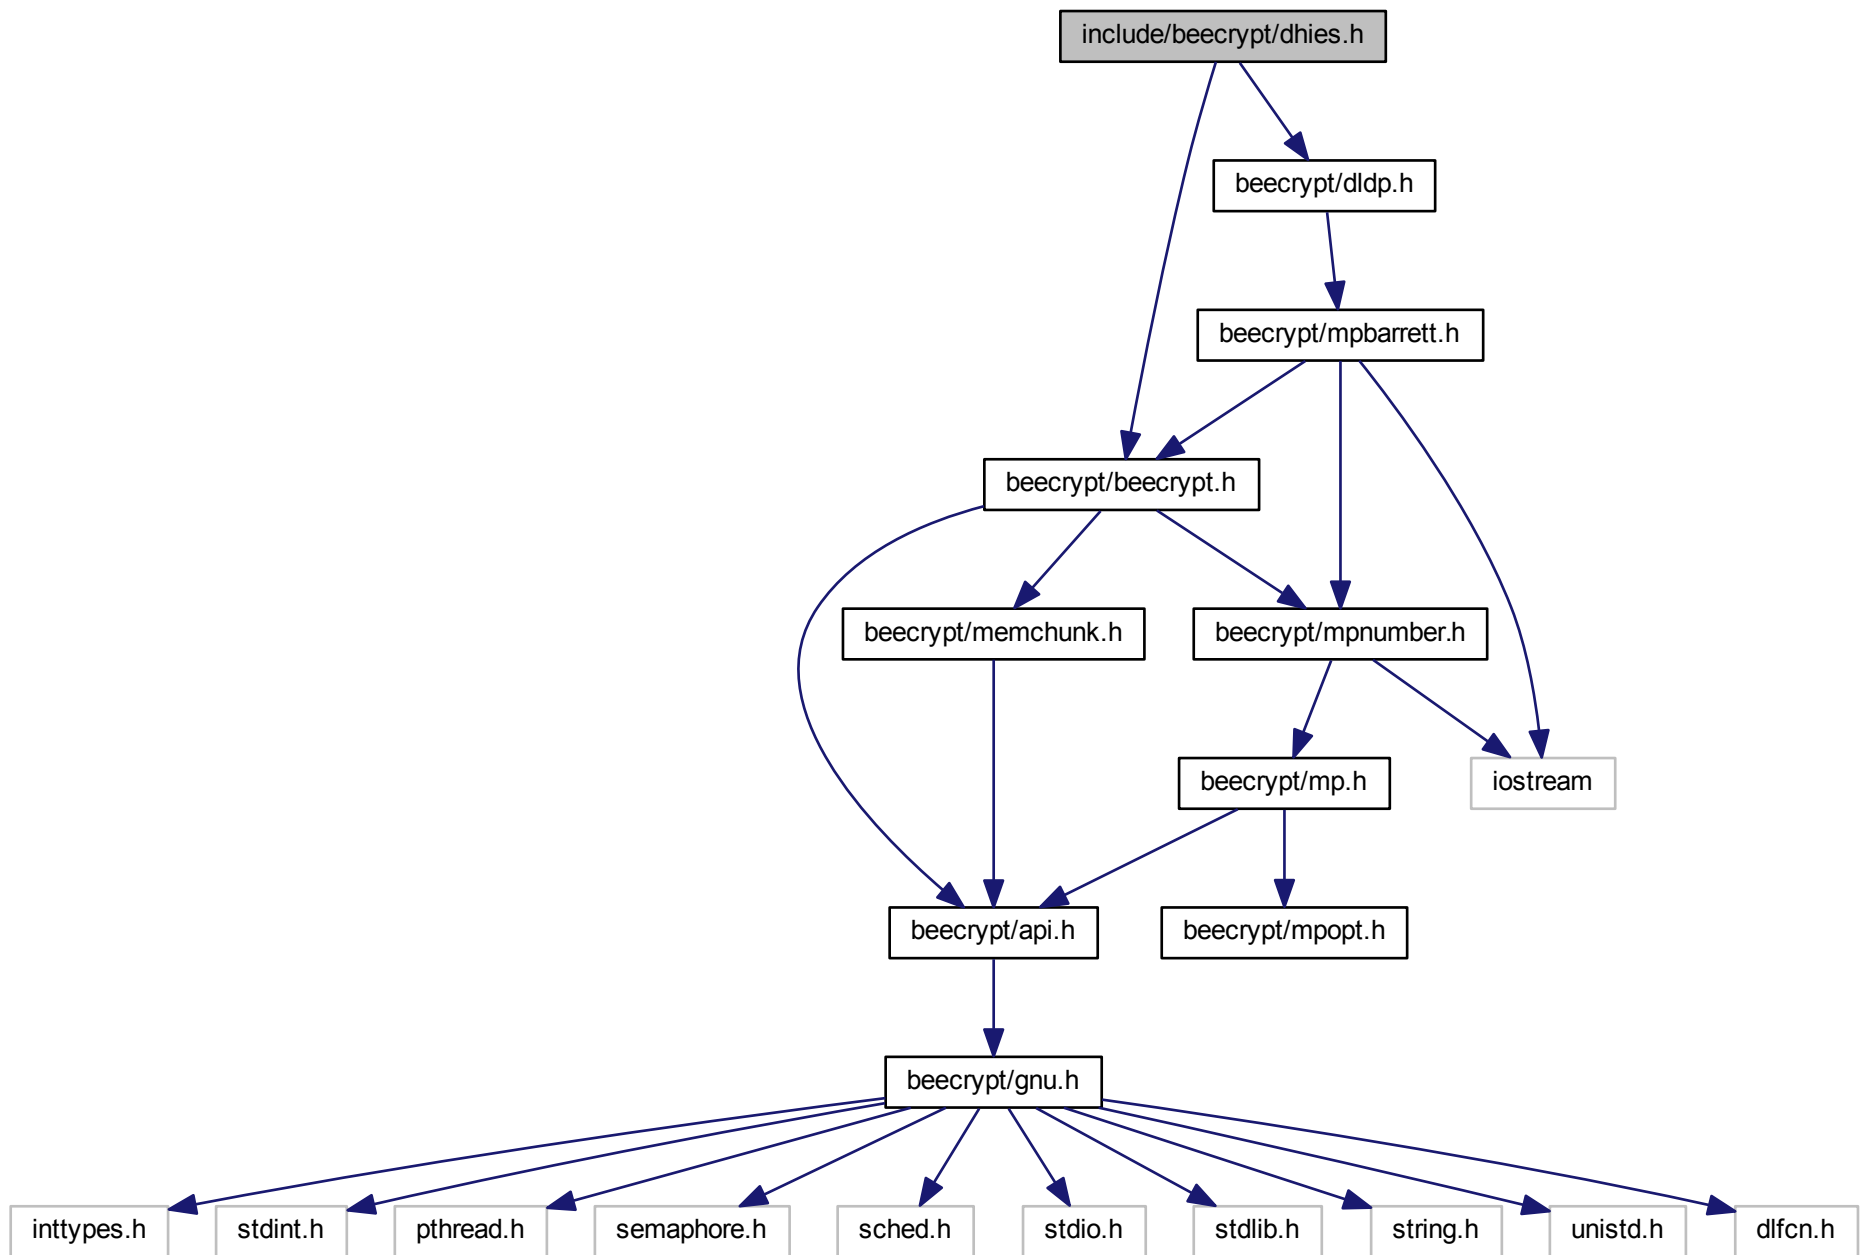 include/beecrypt/dhies.h
beecrypt/dldp.h
beecrypt/mpbarrett.h
beecrypt/beecrypt.h
beecrypt/memchunk.h
beecrypt/mpnumber.h
beecrypt/mp.h
iostream
beecrypt/api.h
beecrypt/mpopt.h
beecrypt/gnu.h
inttypes.h
stdint.h
pthread.h
semaphore.h
sched.h
stdio.h
stdlib.h
string.h
unistd.h
dlfcn.h